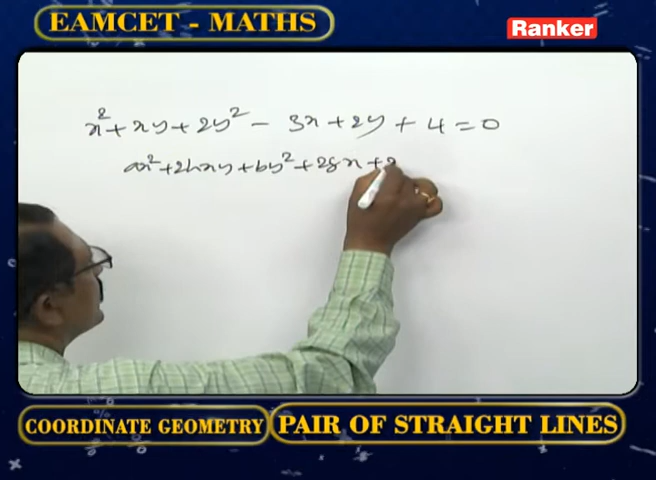 EAMCET - MATHS
Ranker
x² + xy + 2y² - 3x + 2y + 4 = 0
ax² + 2hxy + by² + 2gx + 2
COORDINATE GEOMETRY
PAIR OF STRAIGHT LINES